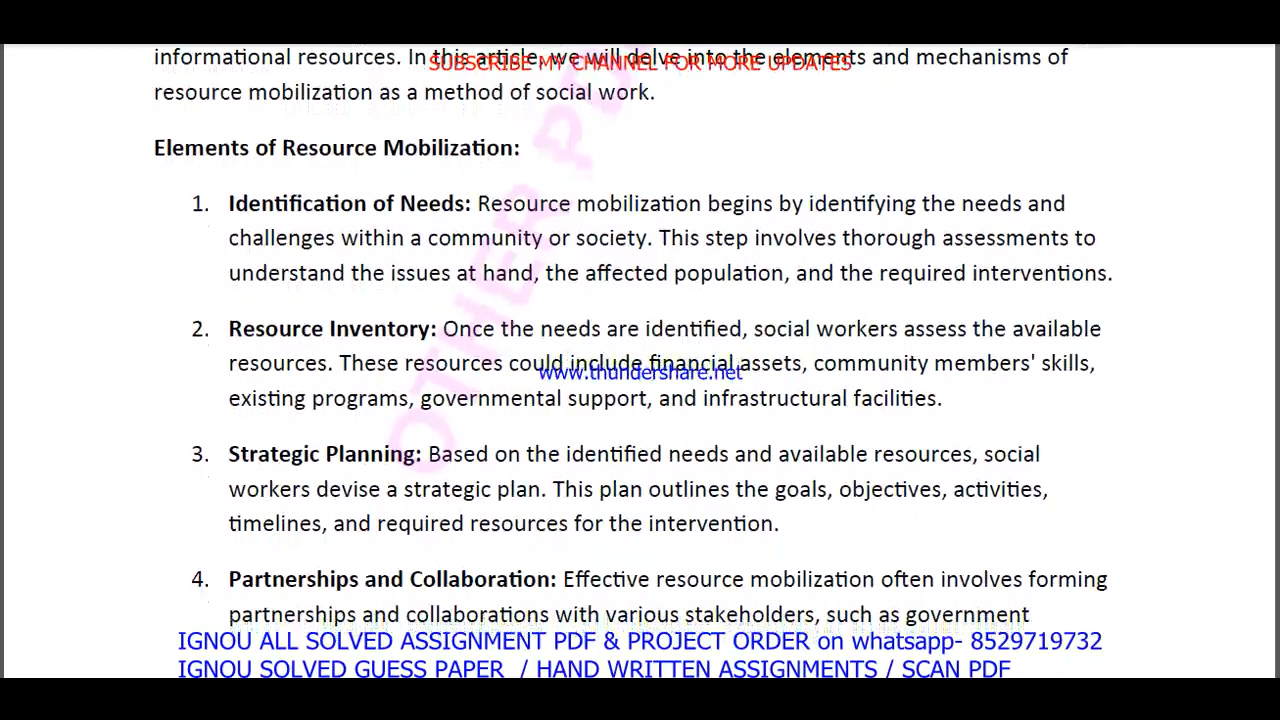 informational resources. In this article, we will delve into the elements and mechanisms of
SUBSCRIBE MY CHANNEL FOR MORE UPDATES
resource mobilization as a method of social work.
Elements of Resource Mobilization:
1. Identification of Needs: Resource mobilization begins by identifying the needs and
challenges within a community or society. This step involves thorough assessments to
understand the issues at hand, the affected population, and the required interventions.
2. Resource Inventory: Once the needs are identified, social workers assess the available
resources. These resources could include financial assets, community members' skills,
www.thundershare.net
existing programs, governmental support, and infrastructural facilities.
3. Strategic Planning: Based on the identified needs and available resources, social
workers devise a strategic plan. This plan outlines the goals, objectives, activities,
timelines, and required resources for the intervention.
4. Partnerships and Collaboration: Effective resource mobilization often involves forming
partnerships and collaborations with various stakeholders, such as government
IGNOU ALL SOLVED ASSIGNMENT PDF & PROJECT ORDER on whatsapp- 8529719732
IGNOU SOLVED GUESS PAPER / HAND WRITTEN ASSIGNMENTS / SCAN PDF
OTHER